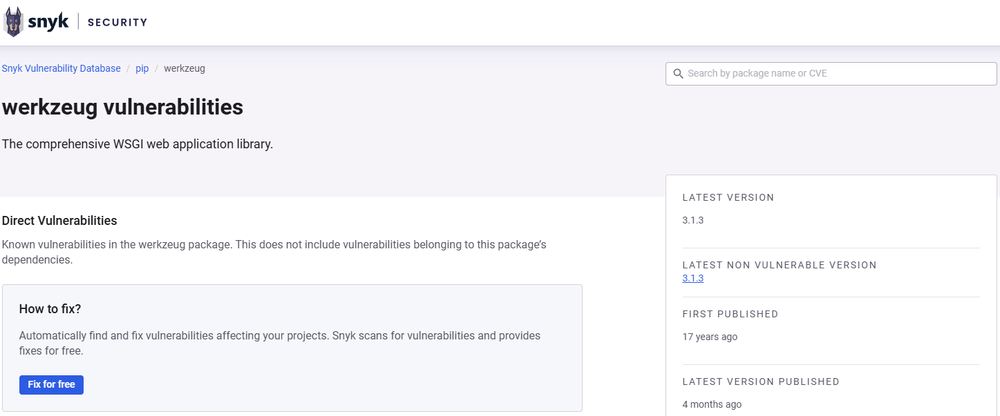 snyk | SECURITY
Snyk Vulnerability Database / pip / werkzeug
Search by package name or CVE
werkzeug vulnerabilities
The comprehensive WSGI web application library.
Direct Vulnerabilities
Known vulnerabilities in the werkzeug package. This does not include vulnerabilities belonging to this package’s
dependencies.
How to fix?
Automatically find and fix vulnerabilities affecting your projects. Snyk scans for vulnerabilities and provides
fixes for free.
Fix for free
LATEST VERSION
3.1.3
LATEST NON VULNERABLE VERSION
3.1.3
FIRST PUBLISHED
17 years ago
LATEST VERSION PUBLISHED
4 months ago